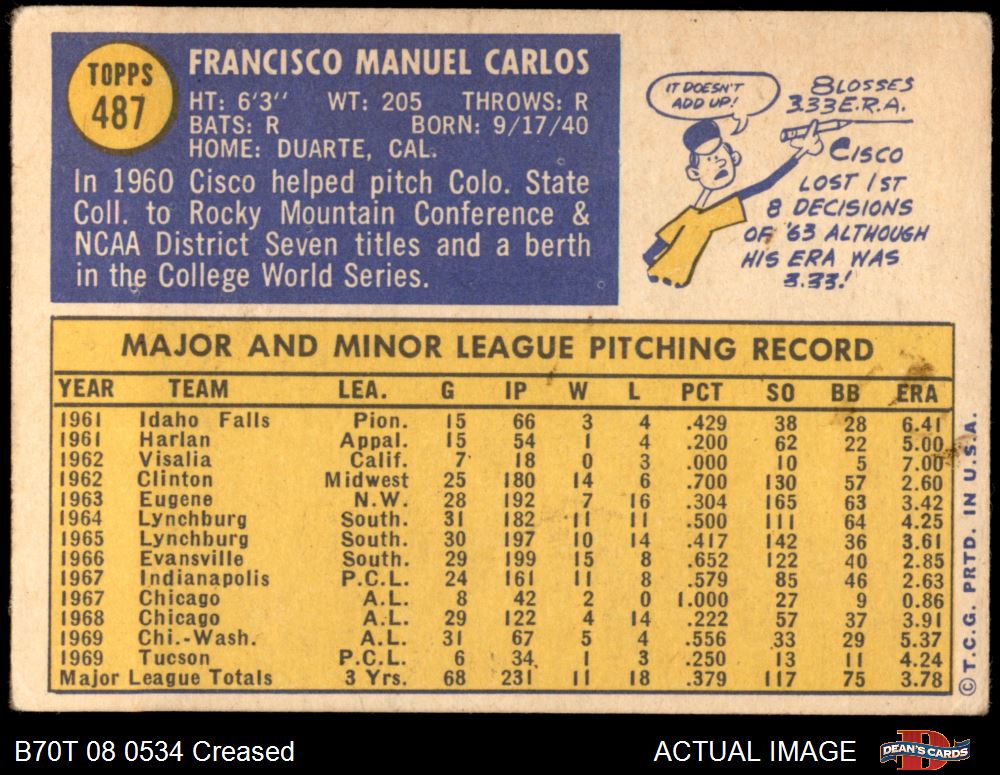 TOPPS
487
FRANCISCO MANUEL CARLOS
HT: 6'3" WT: 205 THROWS: R
BATS: R BORN: 9/17/40
HOME: DUARTE, CAL.
In 1960 Cisco helped pitch Colo. State
Coll. to Rocky Mountain Conference &
NCAA District Seven titles and a berth
in the College World Series.
IT DOESN'T
ADD UP!
8 LOSSES
3.33 E.R.A.
CISCO
LOST 1ST
8 DECISIONS
OF '63 ALTHOUGH
HIS ERA WAS
3.33!
MAJOR AND MINOR LEAGUE PITCHING RECORD
YEAR TEAM LEA. G IP W L PCT SO BB ERA
1961 Idaho Falls Pion. 15 66 3 4 .429 38 28 6.41
1961 Harlan Appal. 15 54 1 4 .200 62 22 5.00
1962 Visalia Calif. 7 18 0 3 .000 10 5 7.00
1962 Clinton Midwest 25 180 14 6 .700 130 57 2.60
1963 Eugene N.W. 28 192 7 16 .304 165 63 3.42
1964 Lynchburg South. 31 182 11 11 .500 111 64 4.25
1965 Lynchburg South. 30 197 10 14 .417 142 36 3.61
1966 Evansville South. 29 199 15 8 .652 122 40 2.85
1967 Indianapolis P.C.L. 24 161 11 8 .579 85 46 2.63
1967 Chicago A.L. 8 42 2 0 1.000 27 9 0.86
1968 Chicago A.L. 29 122 4 14 .222 57 37 3.91
1969 Chi.-Wash. A.L. 31 67 5 4 .556 33 29 5.37
1969 Tucson P.C.L. 6 34 1 3 .250 13 11 4.24
Major League Totals 3 Yrs. 68 231 11 18 .379 117 75 3.78
© T.C.G. PRTD. IN U.S.A.
B70T 08 0534 Creased
ACTUAL IMAGE
D
DEAN'S CARDS